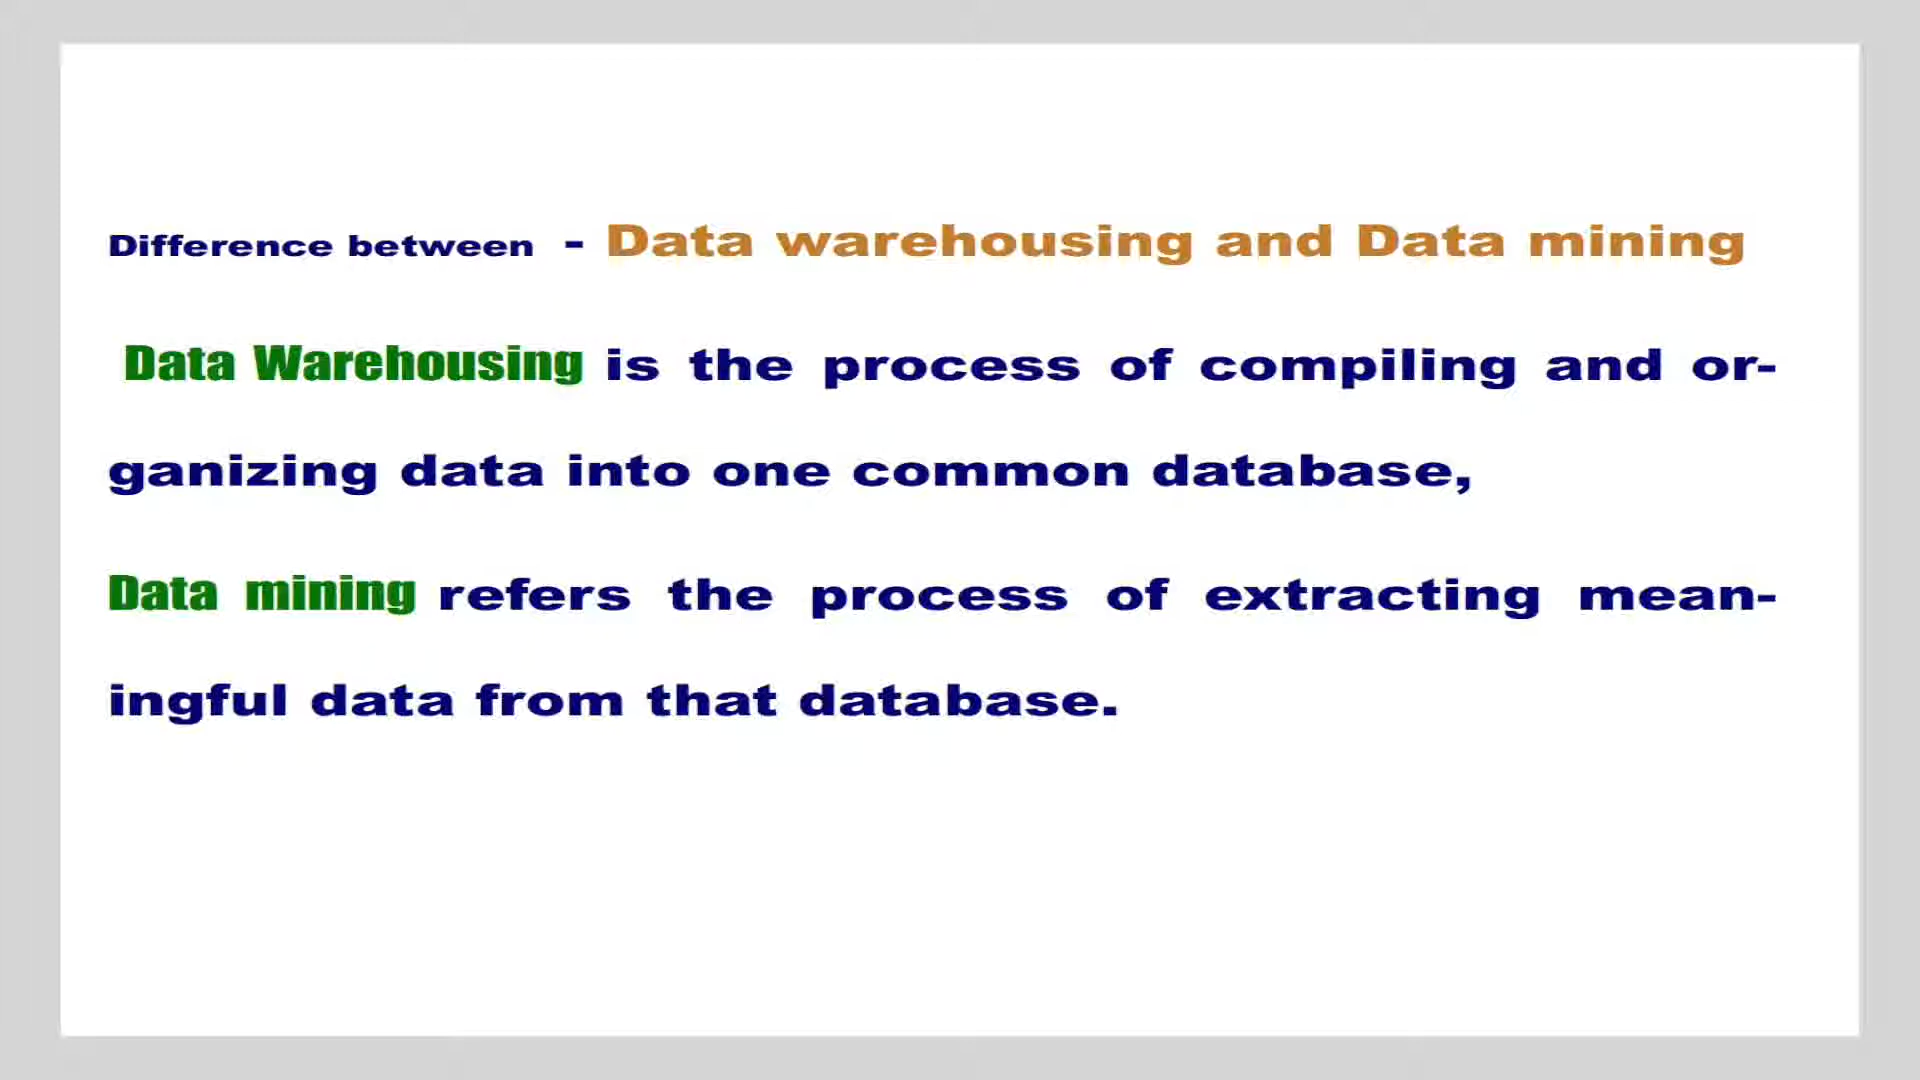 Difference between - Data warehousing and Data mining
Data Warehousing is the process of compiling and or-
ganizing data into one common database,
Data mining refers the process of extracting mean-
ingful data from that database.